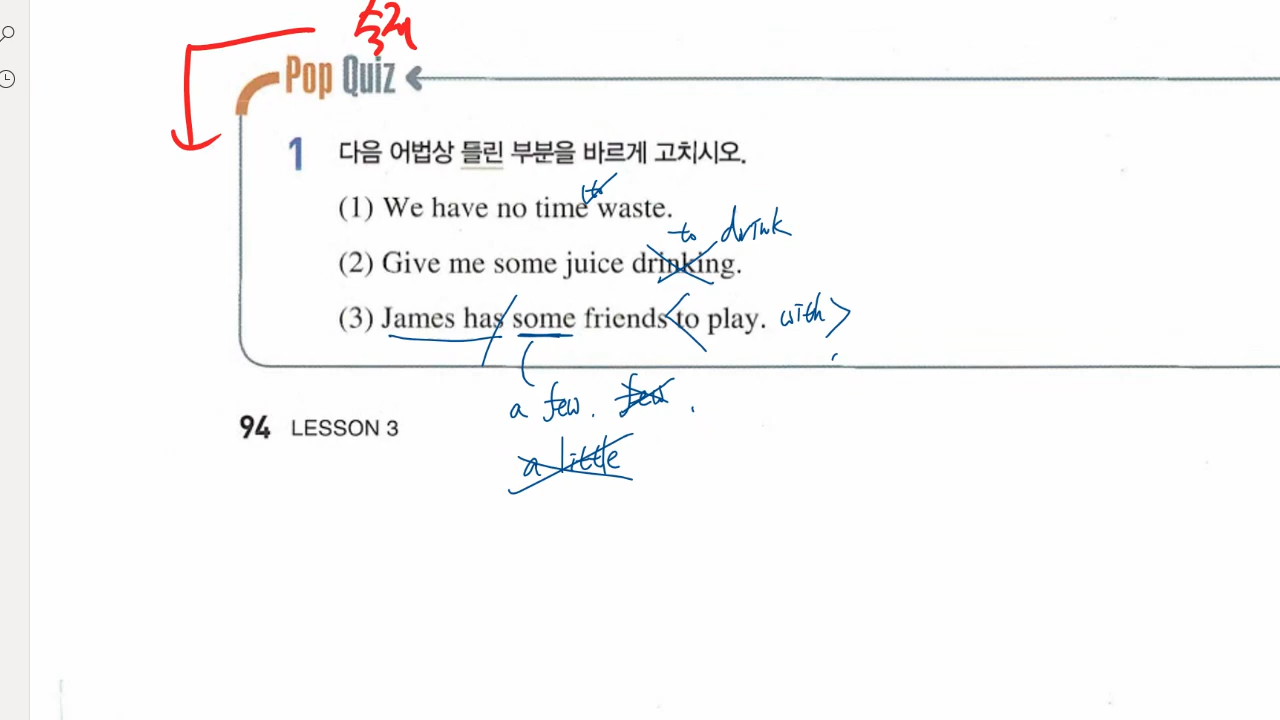 숙제
Pop Quiz
1 다음 어법상 틀린 부분을 바르게 고치시오.
to
(1) We have no time waste.
to drink
(2) Give me some juice drinking.
(3) James has some friends to play. with
a few. few.
a little
94 LESSON 3